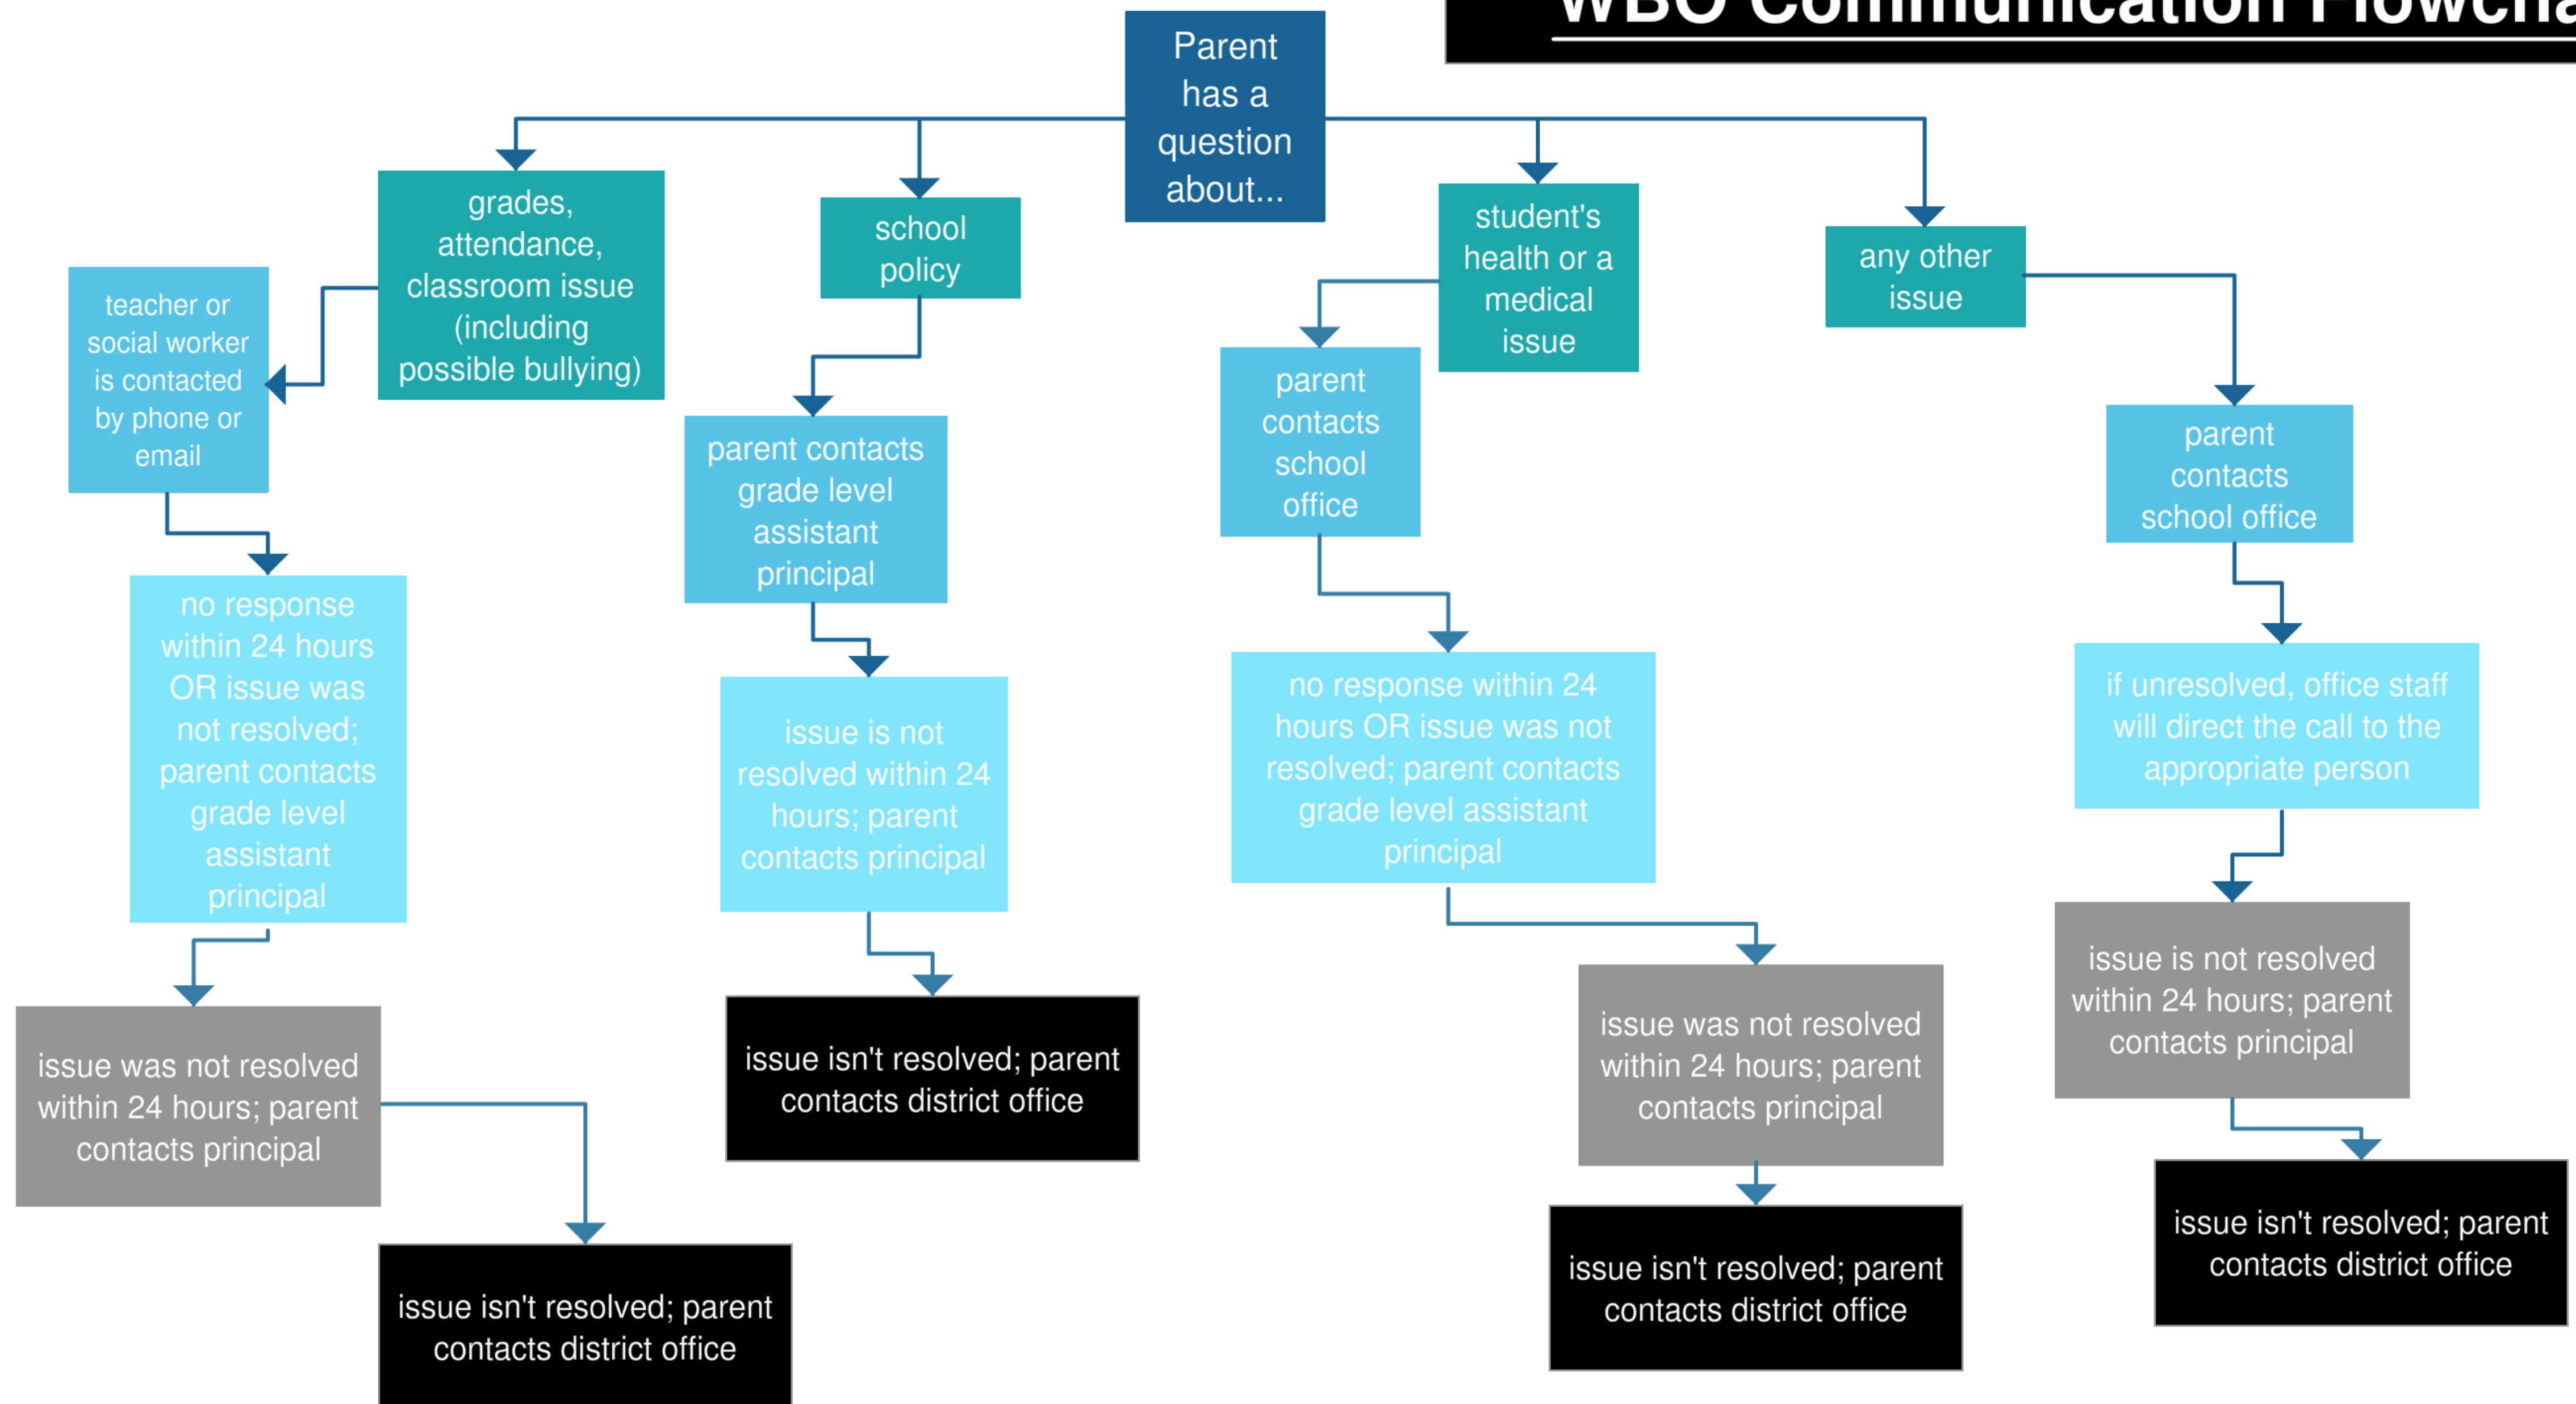 WBO Communication
Parent
has a
question
about...
grades,
attendance,
classroom issue
(including
possible bullying)
school
policy
student's
health or a
medical
issue
any other
issue
teacher or
social worker
is contacted
by phone or
email
parent contacts
grade level
assistant
principal
parent
contacts
school
office
parent
contacts
school office
no response
within 24 hours
OR issue was
not resolved;
parent contacts
grade level
assistant
principal
issue is not
resolved within 24
hours; parent
contacts principal
no response within 24
hours OR issue was not
resolved; parent contacts
grade level assistant
principal
if unresolved, office staff
will direct the call to the
appropriate person
issue was not resolved
within 24 hours; parent
contacts principal
issue isn't resolved; parent
contacts district office
issue was not resolved
within 24 hours; parent
contacts principal
issue is not resolved
within 24 hours; parent
contacts principal
issue isn't resolved; parent
contacts district office
issue isn't resolved; parent
contacts district office
issue isn't resolved; parent
contacts district office